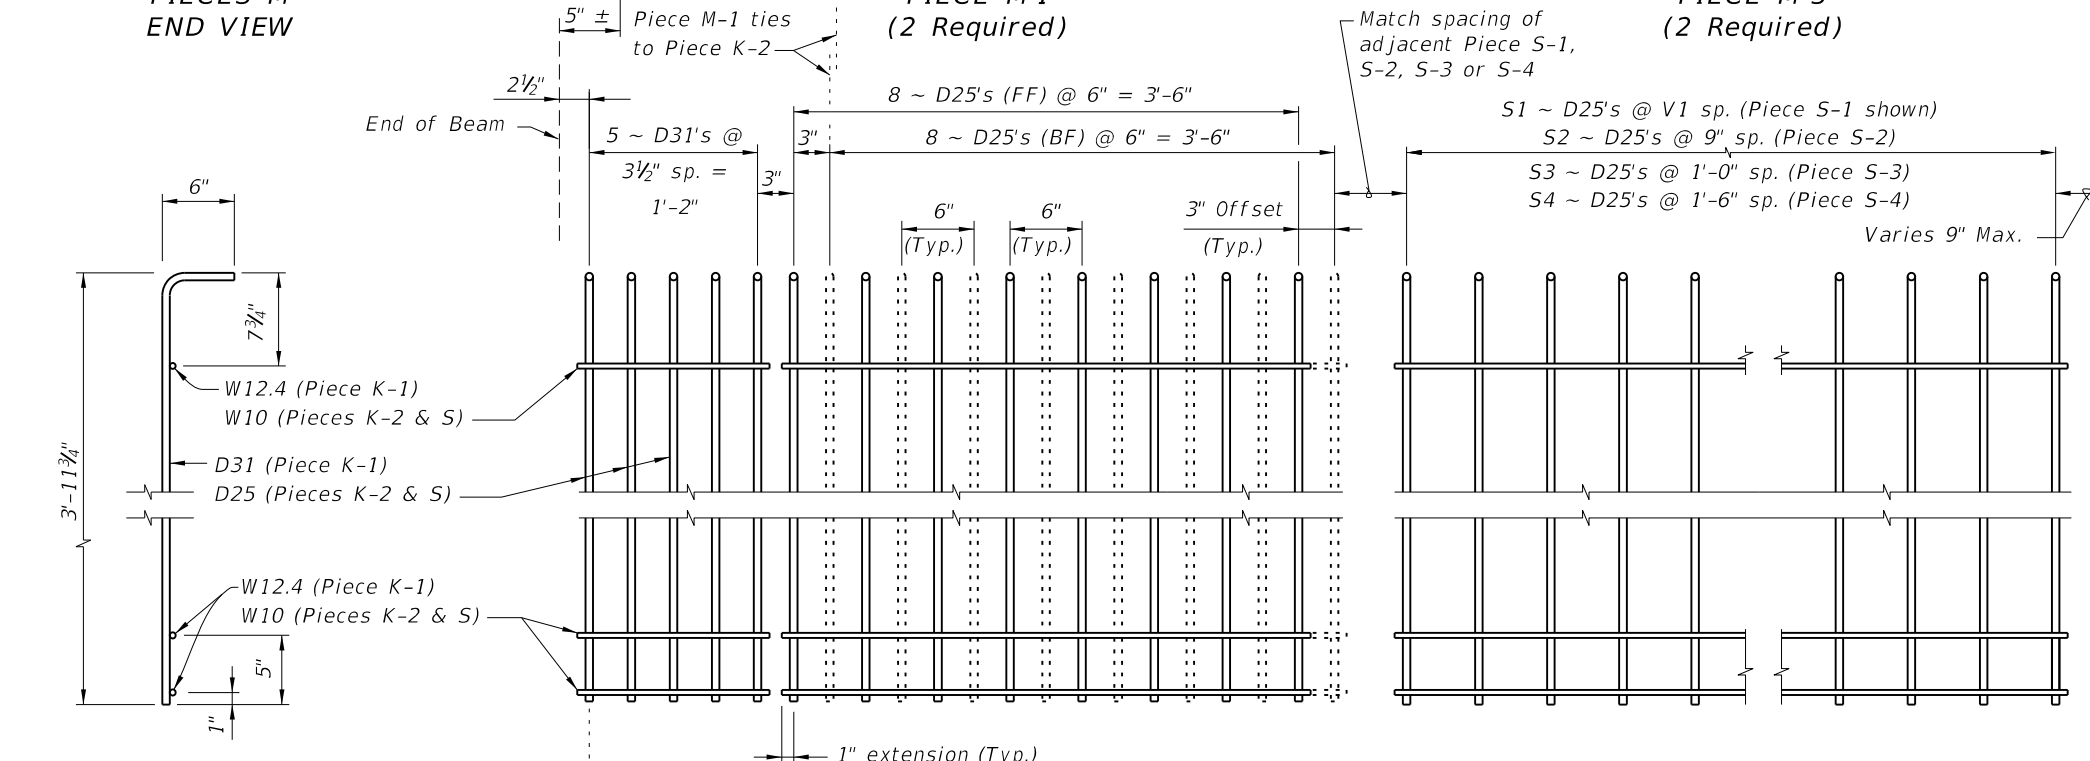 END VIEW
5" ±
Piece M-1 ties
to Piece K-2
(2 Required)
Match spacing of
adjacent Piece S-1,
S-2, S-3 or S-4
(2 Required)
2½"
End of Beam
8 ~ D25's (FF) @ 6" = 3'-6"
5 ~ D31's @
3½" sp. =
1'-2"
3"
3"
8 ~ D25's (BF) @ 6" = 3'-6"
S1 ~ D25's @ V1 sp. (Piece S-1 shown)
S2 ~ D25's @ 9" sp. (Piece S-2)
S3 ~ D25's @ 1'-0" sp. (Piece S-3)
S4 ~ D25's @ 1'-6" sp. (Piece S-4)
6"
6"
(Typ.)
6"
(Typ.)
3" Offset
(Typ.)
Varies 9" Max.
7¾"
W12.4 (Piece K-1)
W10 (Pieces K-2 & S)
3'-11¾"
D31 (Piece K-1)
D25 (Pieces K-2 & S)
W12.4 (Piece K-1)
W10 (Pieces K-2 & S)
5"
1"
1" extension (Typ.)